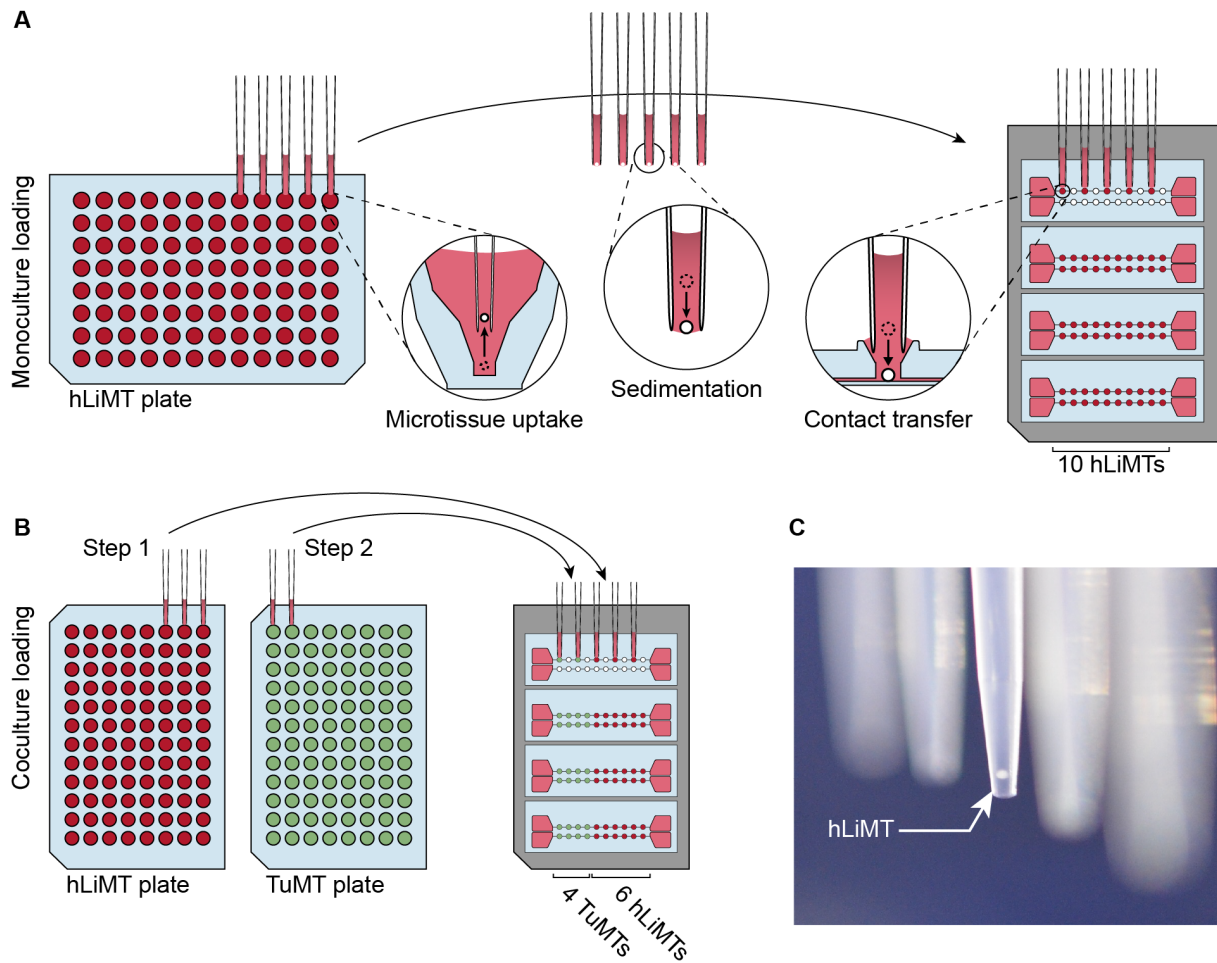 A
Monoculture loading
hLiMT plate
Microtissue uptake
Sedimentation
Contact transfer
10 hLiMTs
B
Coculture loading
Step 1
Step 2
hLiMT plate
TuMT plate
4 TuMTs
6 hLiMTs
C
hLiMT